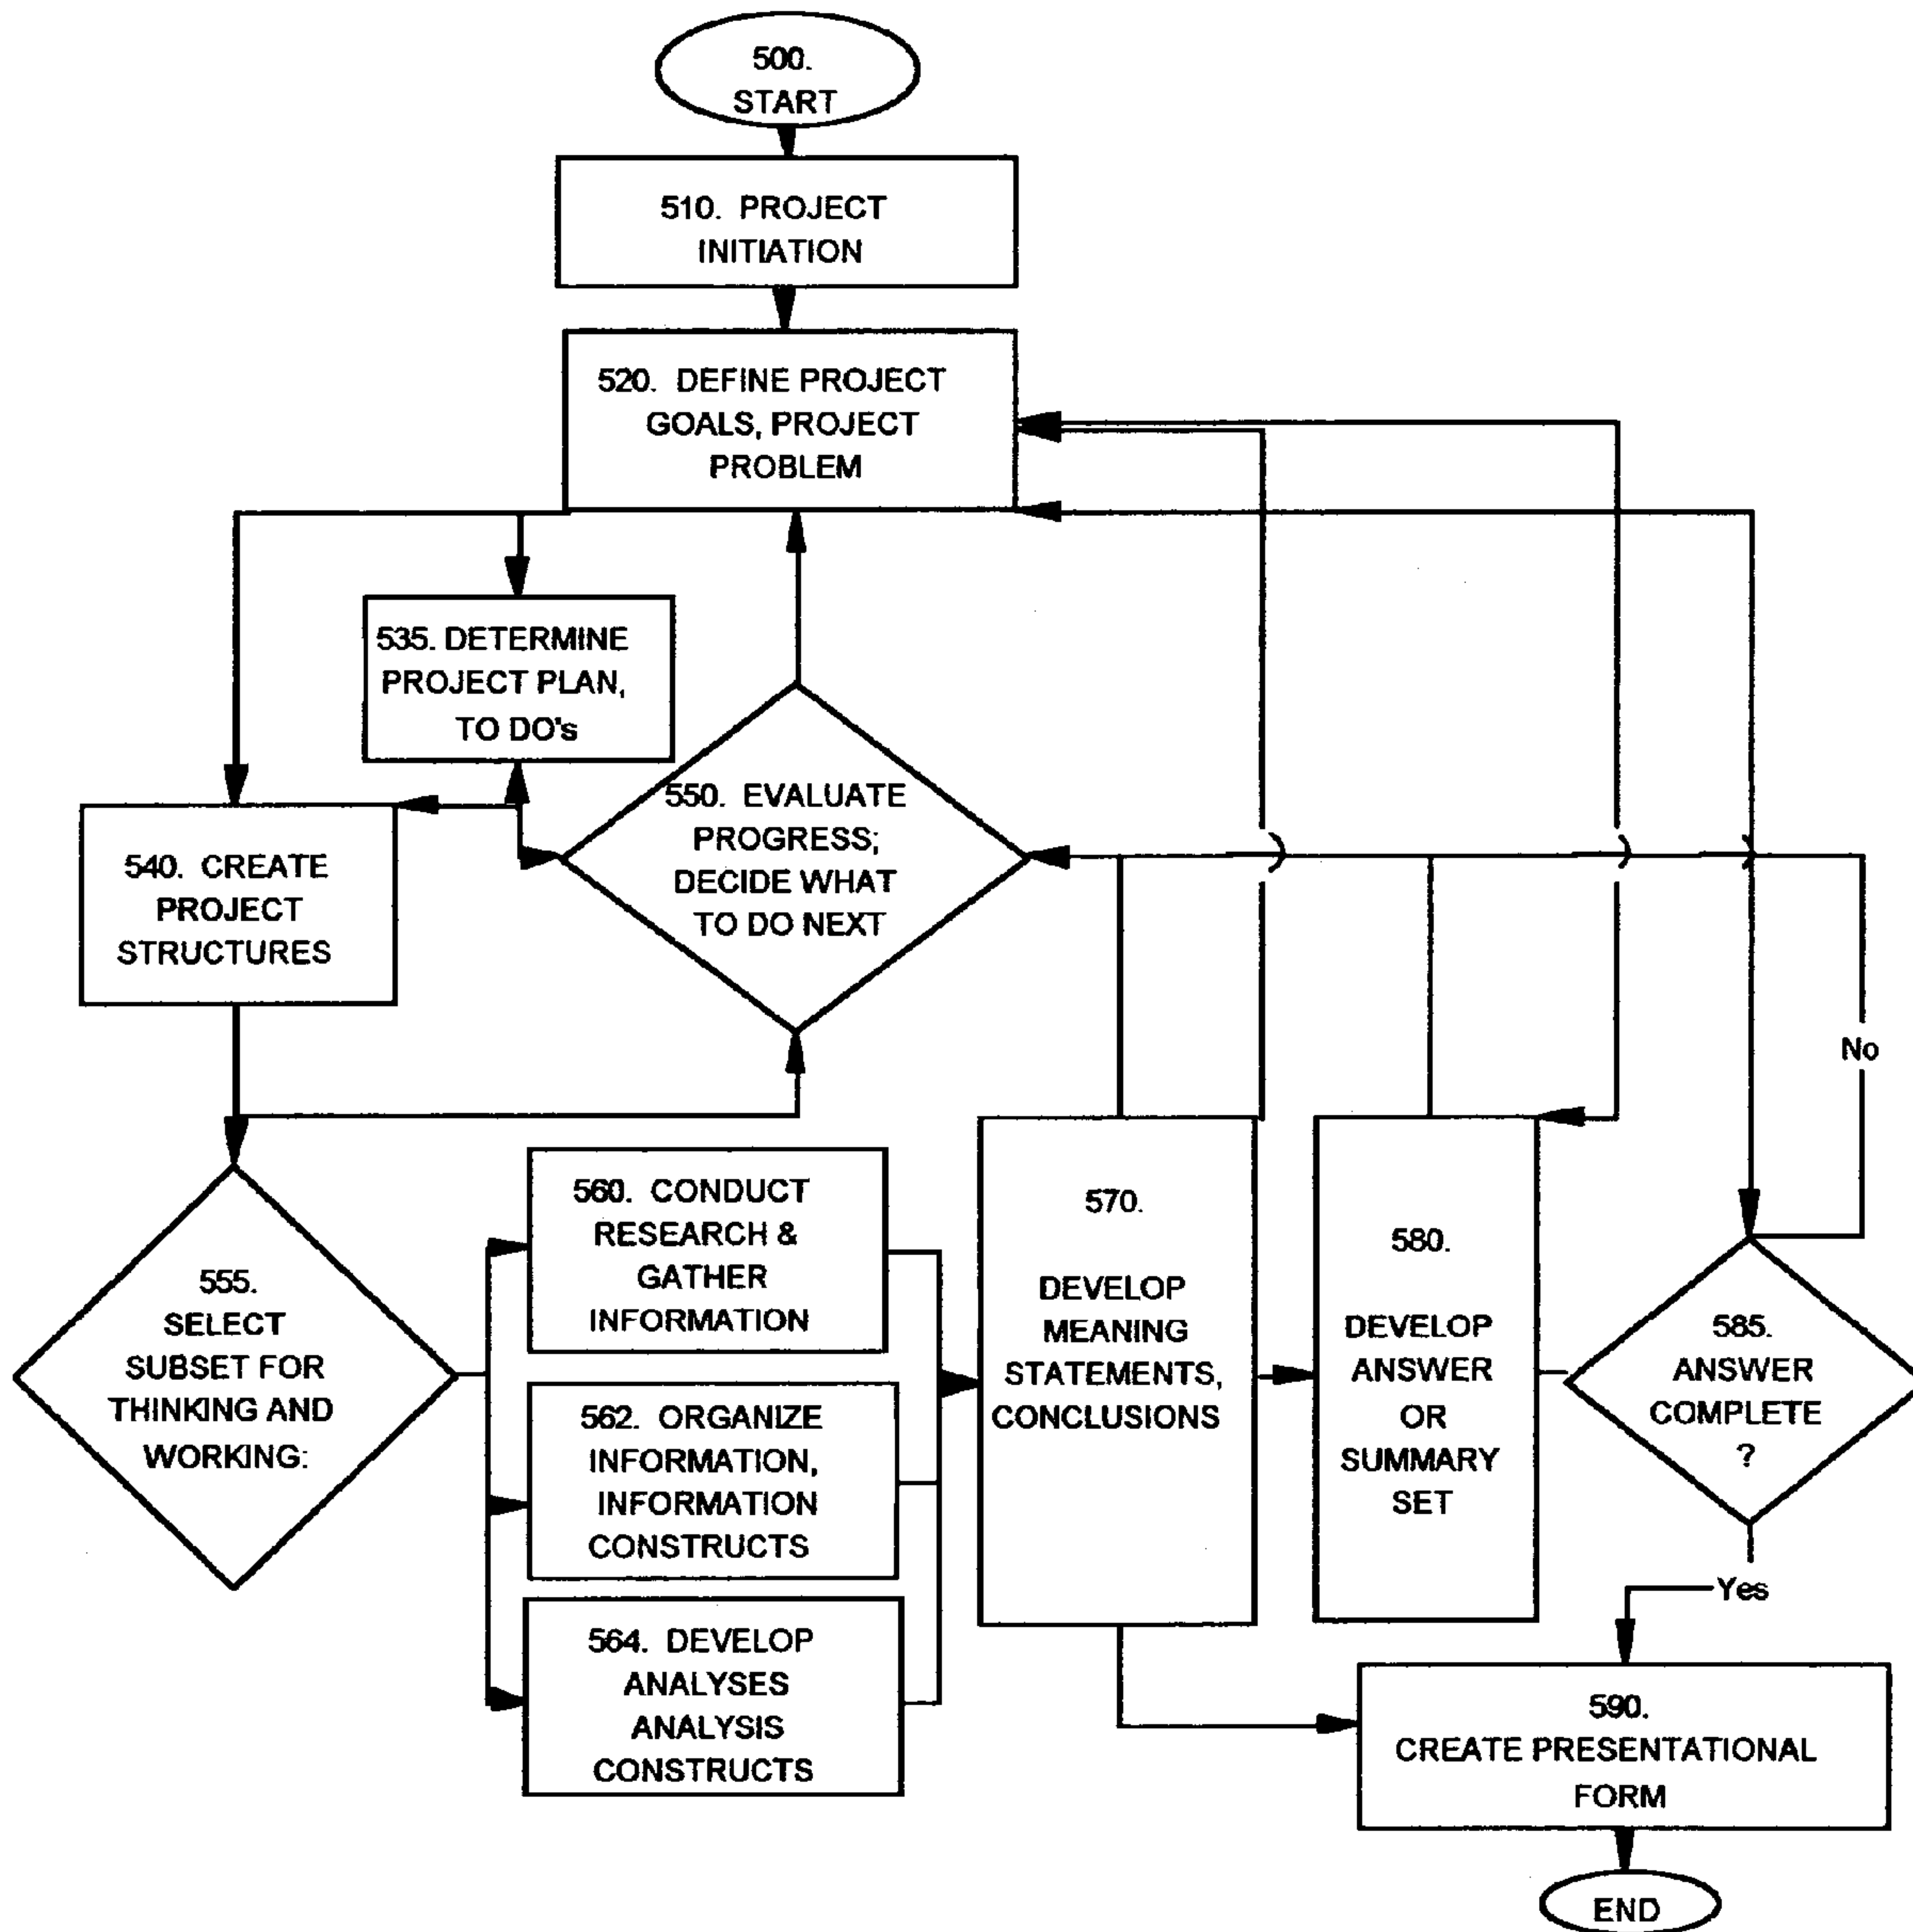 500.
START
510. PROJECT
INITIATION
520. DEFINE PROJECT
GOALS, PROJECT
PROBLEM
535. DETERMINE
PROJECT PLAN,
TO DO's
550. EVALUATE
PROGRESS;
DECIDE WHAT
TO DO NEXT
540. CREATE
PROJECT
STRUCTURES
No
555.
SELECT
SUBSET FOR
THINKING AND
WORKING:
560. CONDUCT
RESEARCH &
GATHER
INFORMATION
562. ORGANIZE
INFORMATION,
INFORMATION
CONSTRUCTS
564. DEVELOP
ANALYSES
ANALYSIS
CONSTRUCTS
570.
DEVELOP
MEANING
STATEMENTS,
CONCLUSIONS
580.
DEVELOP
ANSWER
OR
SUMMARY
SET
585.
ANSWER
COMPLETE
?
Yes
590.
CREATE PRESENTATIONAL
FORM
END